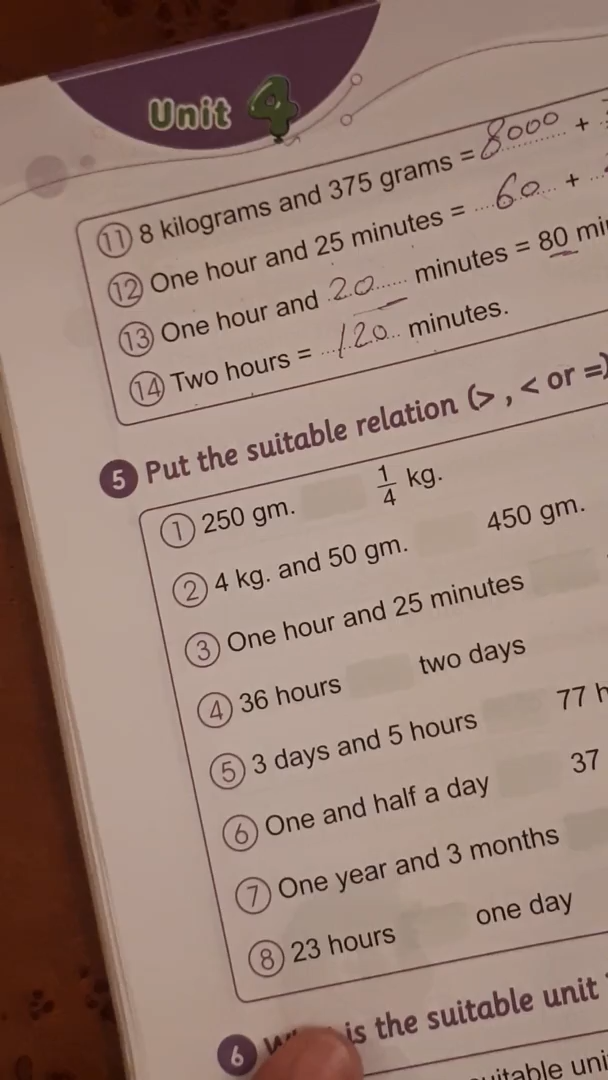 Unit 4
11 8 kilograms and 375 grams = 8000 +
12 One hour and 25 minutes = 60 +
13 One hour and 20 minutes = 80
14 Two hours = 120 minutes.
5 Put the suitable relation (> , < or =)
1 250 gm. 1/4 kg.
2 4 kg. and 50 gm. 450 gm.
3 One hour and 25 minutes
4 36 hours two days
5 3 days and 5 hours 77
6 One and half a day 37
7 One year and 3 months
8 23 hours one day
6 is the suitable unit